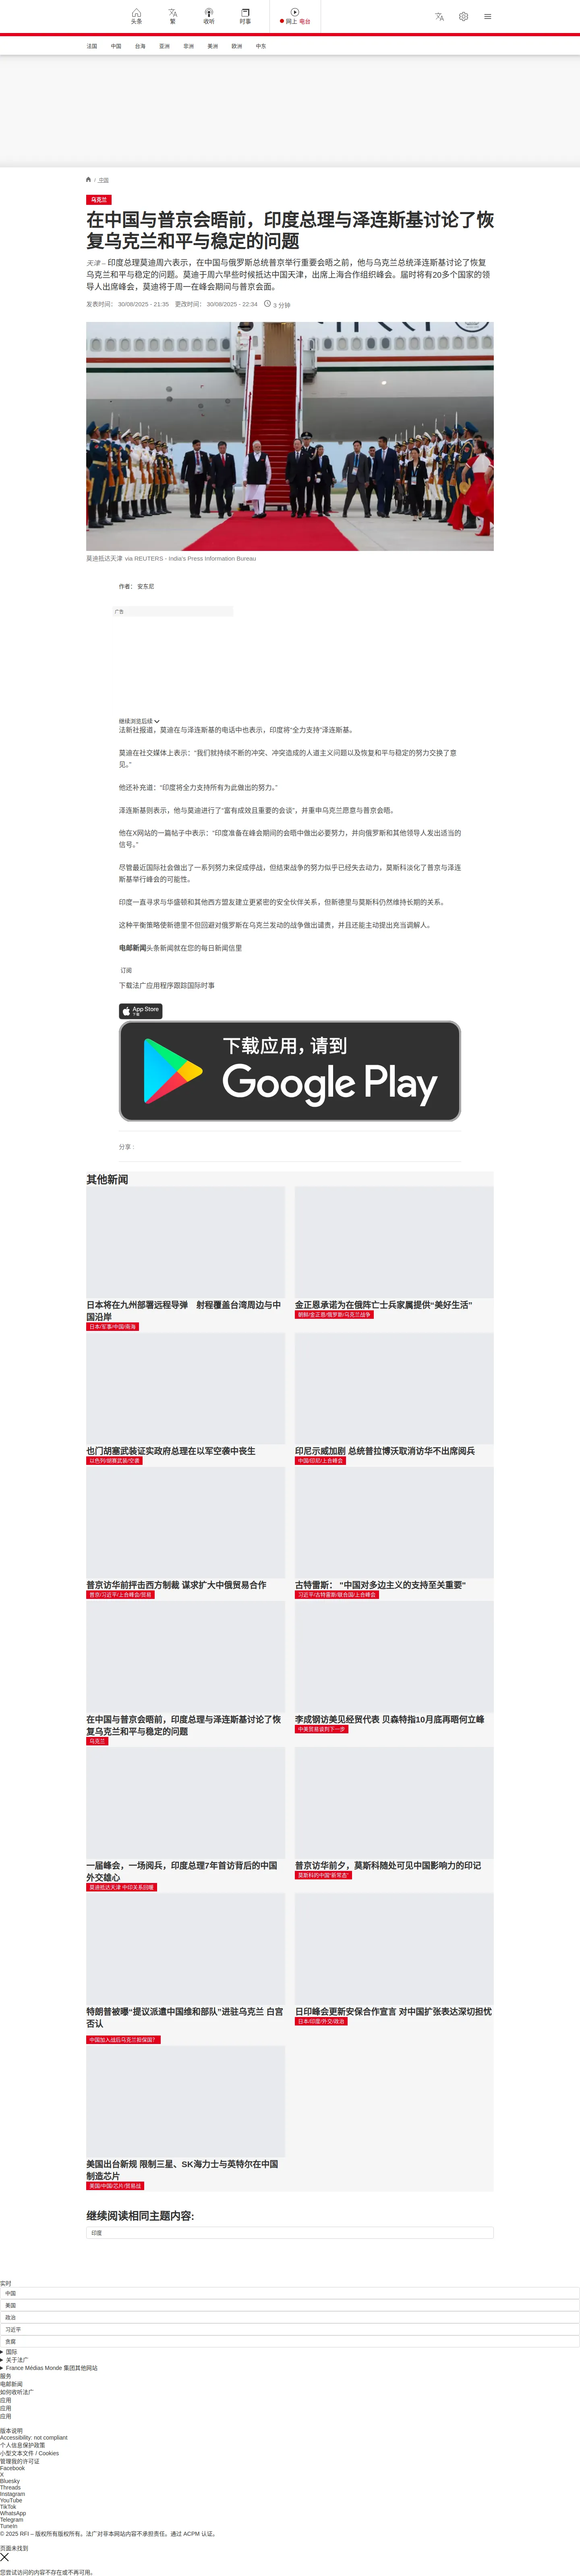 头条
繁
收听
时事
网上 电台
法国
中国
台海
亚洲
非洲
美洲
欧洲
中东
/ 中国
乌克兰
在中国与普京会晤前，印度总理与泽连斯基讨论了恢
复乌克兰和平与稳定的问题
天津 – 印度总理莫迪周六表示，在中国与俄罗斯总统普京举行重要会晤之前，他与乌克兰总统泽连斯基讨论了恢复
乌克兰和平与稳定的问题。莫迪于周六早些时候抵达中国天津，出席上海合作组织峰会。届时将有20多个国家的领
导人出席峰会，莫迪将于周一在峰会期间与普京会面。
发表时间： 30/08/2025 - 21:35 更改时间： 30/08/2025 - 22:34 3 分钟
莫迪抵达天津 via REUTERS - India's Press Information Bureau
作者： 安东尼
广告
继续浏览后续
法新社报道，莫迪在与泽连斯基的电话中也表示，印度将“全力支持”泽连斯基。
莫迪在社交媒体上表示：“我们就持续不断的冲突、冲突造成的人道主义问题以及恢复和平与稳定的努力交换了意
见。”
他还补充道：“印度将全力支持所有为此做出的努力。”
泽连斯基则表示，他与莫迪进行了“富有成效且重要的会谈”，并重申乌克兰愿意与普京会晤。
他在X网站的一篇帖子中表示：“印度准备在峰会期间的会晤中做出必要努力，并向俄罗斯和其他领导人发出适当的
信号。”
尽管最近国际社会做出了一系列努力来促成停战，但结束战争的努力似乎已经失去动力，莫斯科淡化了普京与泽连
斯基举行峰会的可能性。
印度一直寻求与华盛顿和其他西方盟友建立更紧密的安全伙伴关系，但新德里与莫斯科仍然维持长期的关系。
这种平衡策略使新德里不但回避对俄罗斯在乌克兰发动的战争做出谴责，并且还能主动提出充当调解人。
电邮新闻头条新闻就在您的每日新闻信里
订阅
下载法广应用程序跟踪国际时事
App Store
下载
下载应用，请到
Google Play
分享 :
其他新闻
日本将在九州部署远程导弹 射程覆盖台湾周边与中
国沿岸
日本/军事/中国/南海
金正恩承诺为在俄阵亡士兵家属提供"美好生活"
朝鲜/金正恩/俄罗斯/乌克兰战争
也门胡塞武装证实政府总理在以军空袭中丧生
以色列/胡赛武装/空袭
印尼示威加剧 总统普拉博沃取消访华不出席阅兵
中国/印尼/上合峰会
普京访华前抨击西方制裁 谋求扩大中俄贸易合作
普京/习近平/上合峰会/贸易
古特雷斯： "中国对多边主义的支持至关重要"
习近平/古特雷斯/联合国/上合峰会
在中国与普京会晤前，印度总理与泽连斯基讨论了恢
复乌克兰和平与稳定的问题
乌克兰
李成钢访美见经贸代表 贝森特指10月底再晤何立峰
中美贸易谈判下一步
一届峰会，一场阅兵，印度总理7年首访背后的中国
外交雄心
莫迪抵达天津 中印关系回暖
普京访华前夕，莫斯科随处可见中国影响力的印记
莫斯科的中国“新常态”
特朗普被曝“提议派遣中国维和部队”进驻乌克兰 白宫
否认
中国加入战后乌克兰担保国？
日印峰会更新安保合作宣言 对中国扩张表达深切担忧
日本/印度/外交/政治
美国出台新规 限制三星、SK海力士与英特尔在中国
制造芯片
美国/中国/芯片/贸易战
继续阅读相同主题内容:
印度
实时
中国
美国
政治
习近平
贪腐
国际
关于法广
France Médias Monde 集团其他网站
服务
电邮新闻
如何收听法广
应用
应用
应用
版本说明
Accessibility: not compliant
个人信息保护政策
小型文本文件 / Cookies
管理我的许可证
Facebook
X
Bluesky
Threads
Instagram
YouTube
TikTok
WhatsApp
Telegram
TuneIn
© 2025 RFI – 版权所有版权所有。法广对非本网站内容不承担责任。通过 ACPM 认证。
页面未找到
您尝试访问的内容不存在或不再可用。